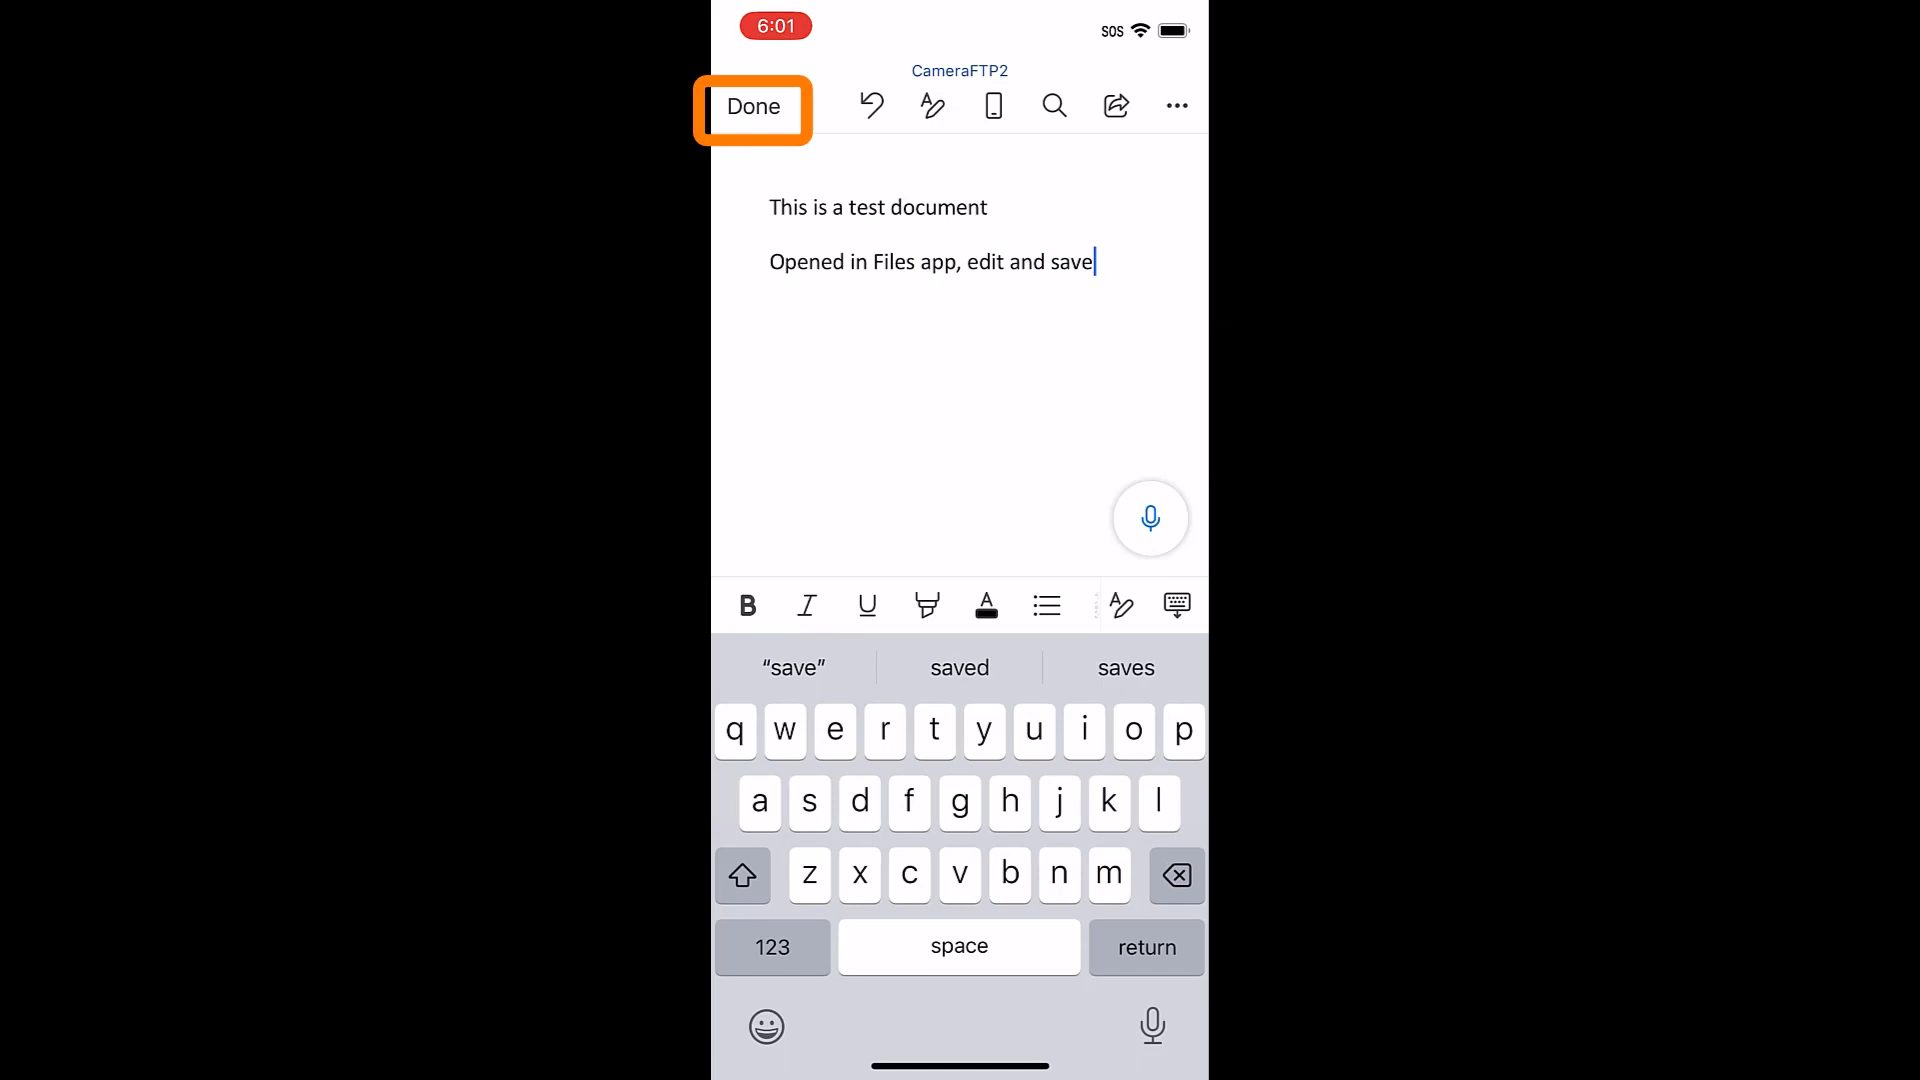 6:01
SOS
CameraFTP2
Done
This is a test document
Opened in Files app, edit and save
B I U A A A
“save” saved saves
q w e r t y u i o p
a s d f g h j k l
z x c v b n m
123 space return